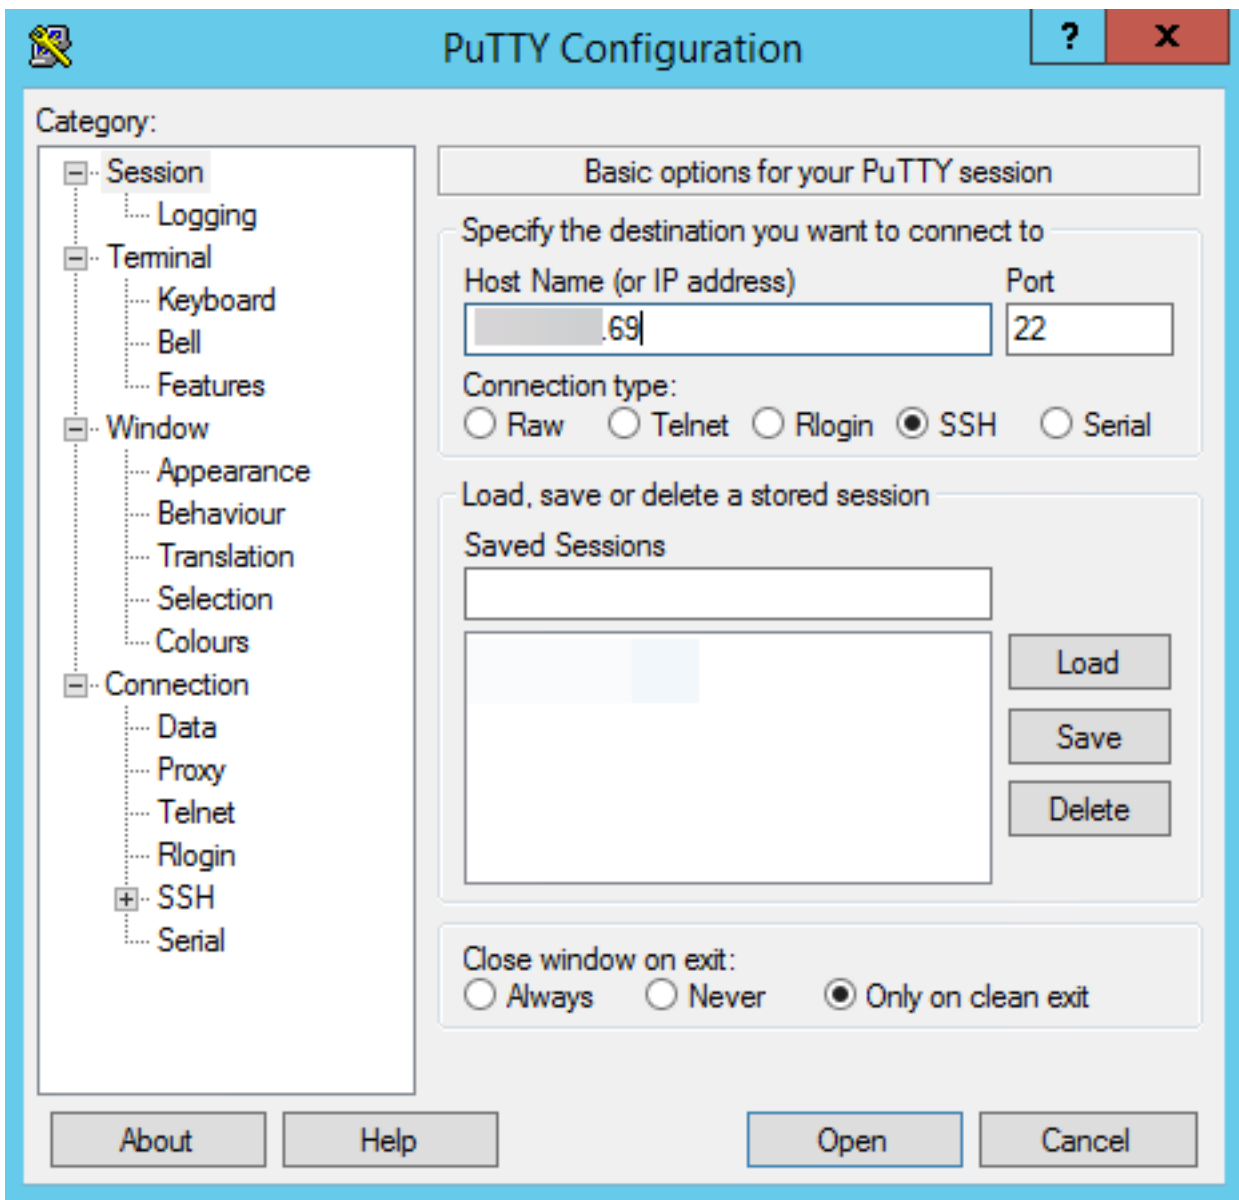 PuTTY Configuration
?
x
Category:
Session
Logging
Terminal
Keyboard
Bell
Features
Window
Appearance
Behaviour
Translation
Selection
Colours
Connection
Data
Proxy
Telnet
Rlogin
SSH
Serial
Basic options for your PuTTY session
Specify the destination you want to connect to
Host Name (or IP address) Port
.69 22
Connection type:
Raw Telnet Rlogin SSH Serial
Load, save or delete a stored session
Saved Sessions
Load
Save
Delete
Close window on exit:
Always Never Only on clean exit
About Help Open Cancel